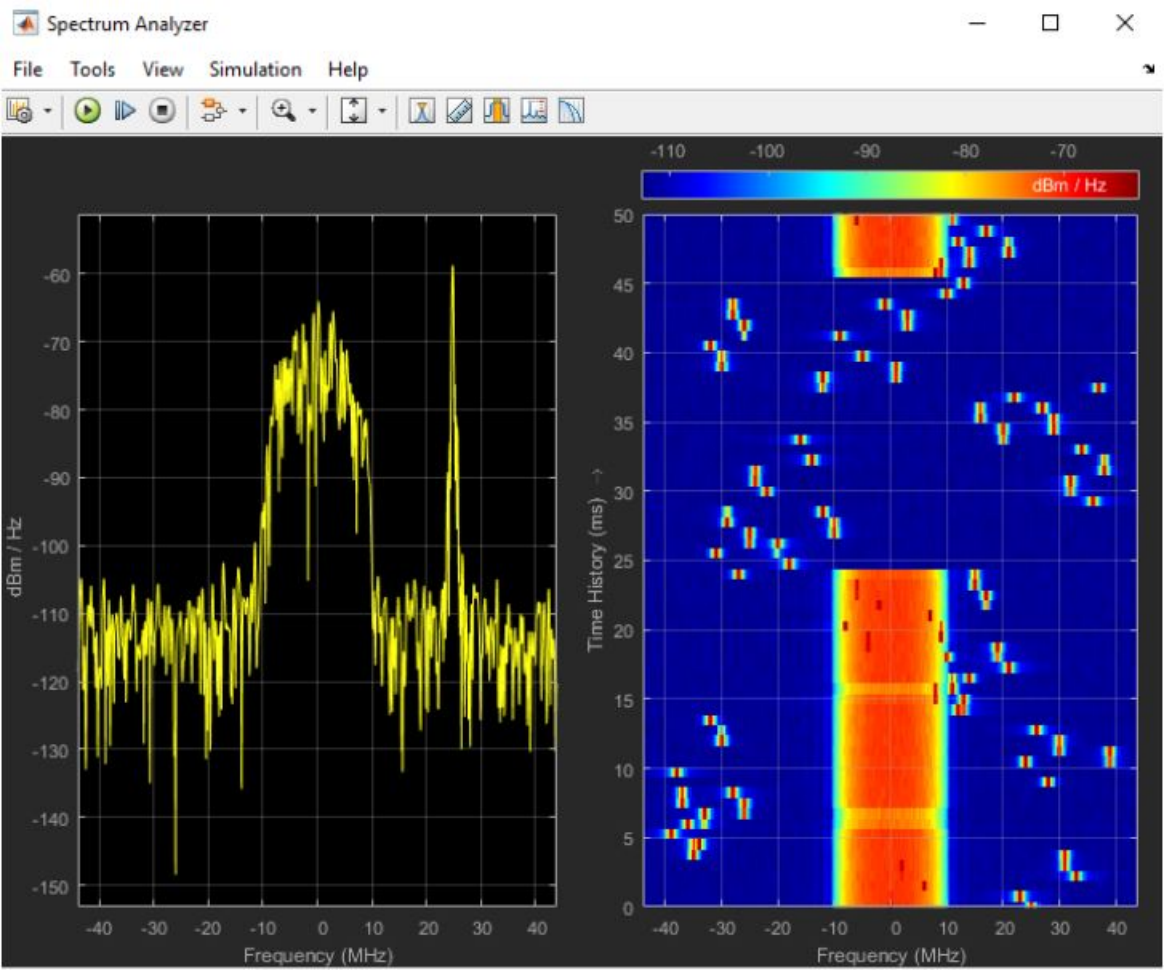 Spectrum Analyzer
File Tools View Simulation Help
-60
-70
-80
-90
-100
-110
-120
-130
-140
-150
dBm / Hz
-40 -30 -20 -10 0 10 20 30 40
Frequency (MHz)
-110 -100 -90 -80 -70
dBm / Hz
50
45
40
35
30
25
20
15
10
5
0
Time History (ms) →
-40 -30 -20 -10 0 10 20 30 40
Frequency (MHz)